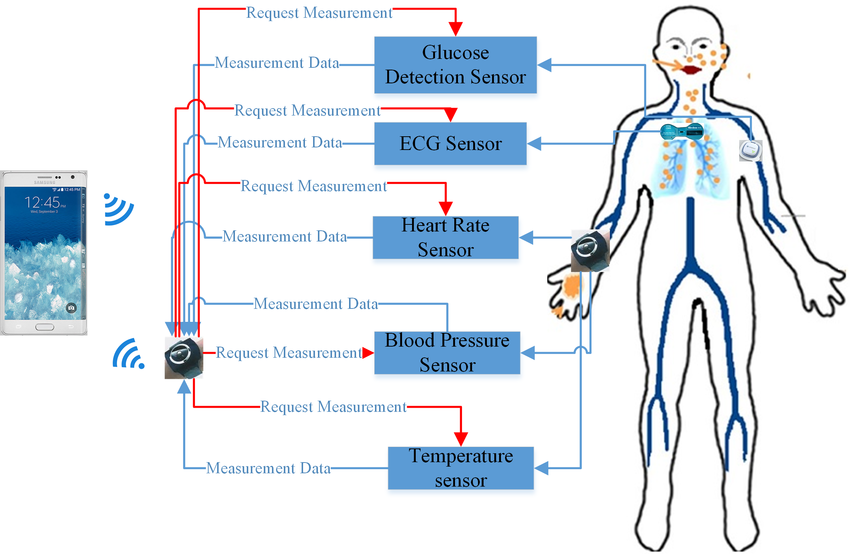 Request Measurement
Glucose
Detection Sensor
Measurement Data
Request Measurement
ECG Sensor
Measurement Data
Request Measurement
Heart Rate
Sensor
Measurement Data
SAMSUNG
12:45
Measurement Data
Blood Pressure
Sensor
Request Measurement
Request Measurement
Temperature
sensor
Measurement Data